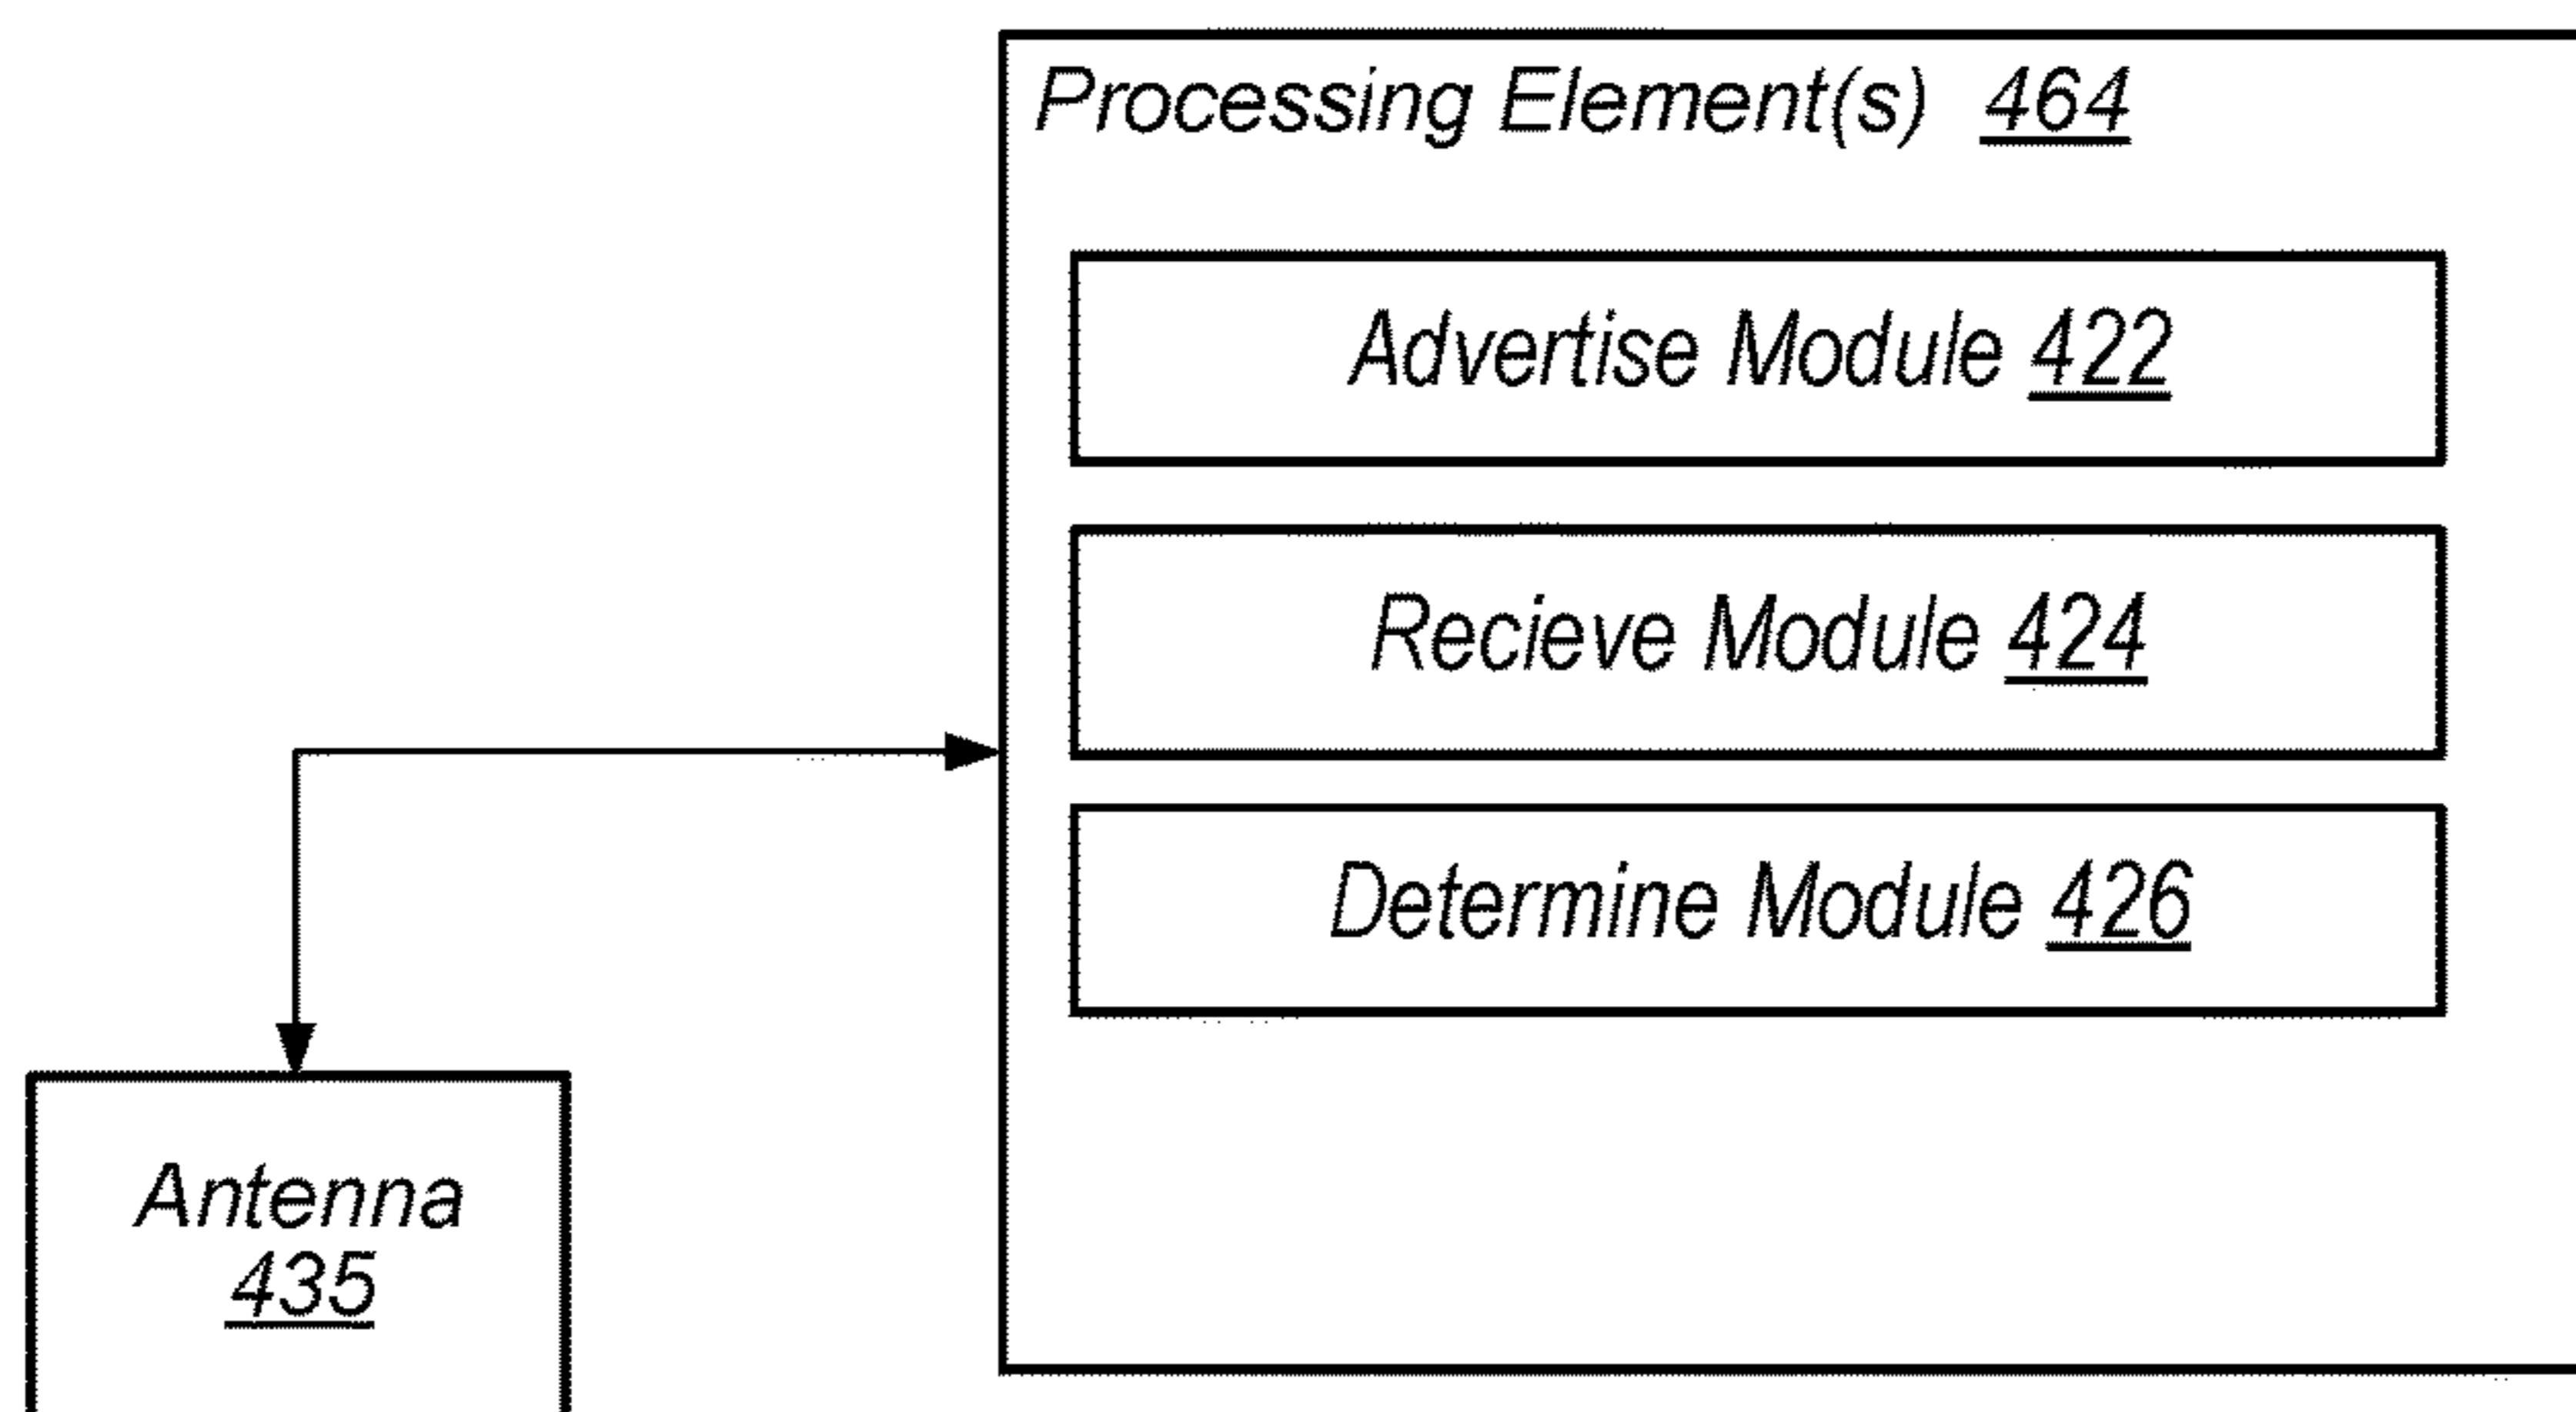 Processing Element(s) 464
Advertise Module 422
Recieve Module 424
Determine Module 426
Antenna
435